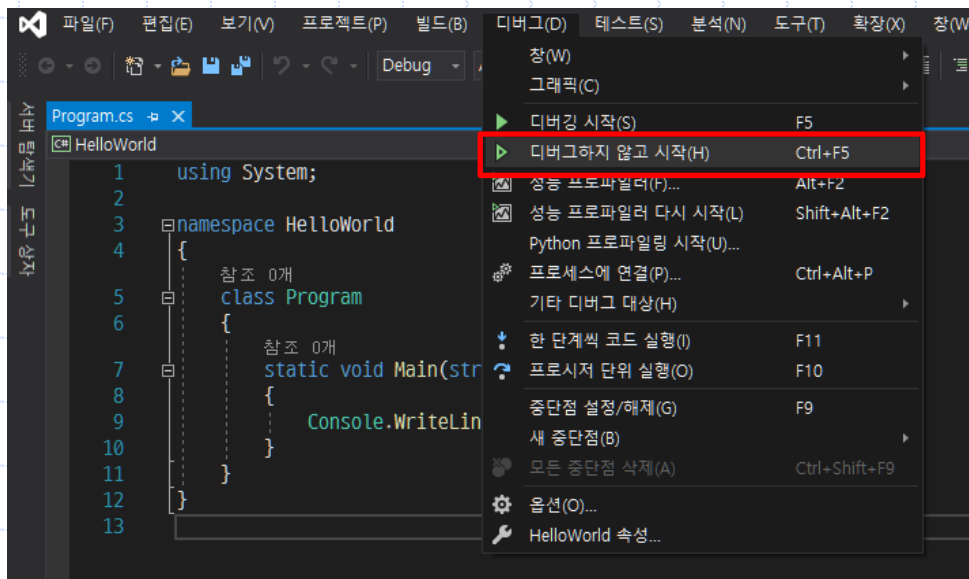 파일(F) 편집(E) 보기(V) 프로젝트(P) 빌드(B) 디버그(D) 테스트(S) 분석(N) 도구(T) 확장(X) 창(W
Debug
서버 탐색기
도구 상자
Program.cs
C# HelloWorld
1 using System;
2
3 namespace HelloWorld
4 {
참조 0개
5 class Program
6 {
참조 0개
7 static void Main(str
8 {
9 Console.WriteLin
10 }
11 }
12 }
13
창(W)
그래픽(C)
디버깅 시작(S) F5
디버그하지 않고 시작(H) Ctrl+F5
성능 프로파일러(F)... Alt+F2
성능 프로파일러 다시 시작(L) Shift+Alt+F2
Python 프로파일링 시작(U)...
프로세스에 연결(P)... Ctrl+Alt+P
기타 디버그 대상(H)
한 단계씩 코드 실행(I) F11
프로시저 단위 실행(O) F10
중단점 설정/해제(G) F9
새 중단점(B)
모든 중단점 삭제(A) Ctrl+Shift+F9
옵션(O)...
HelloWorld 속성...